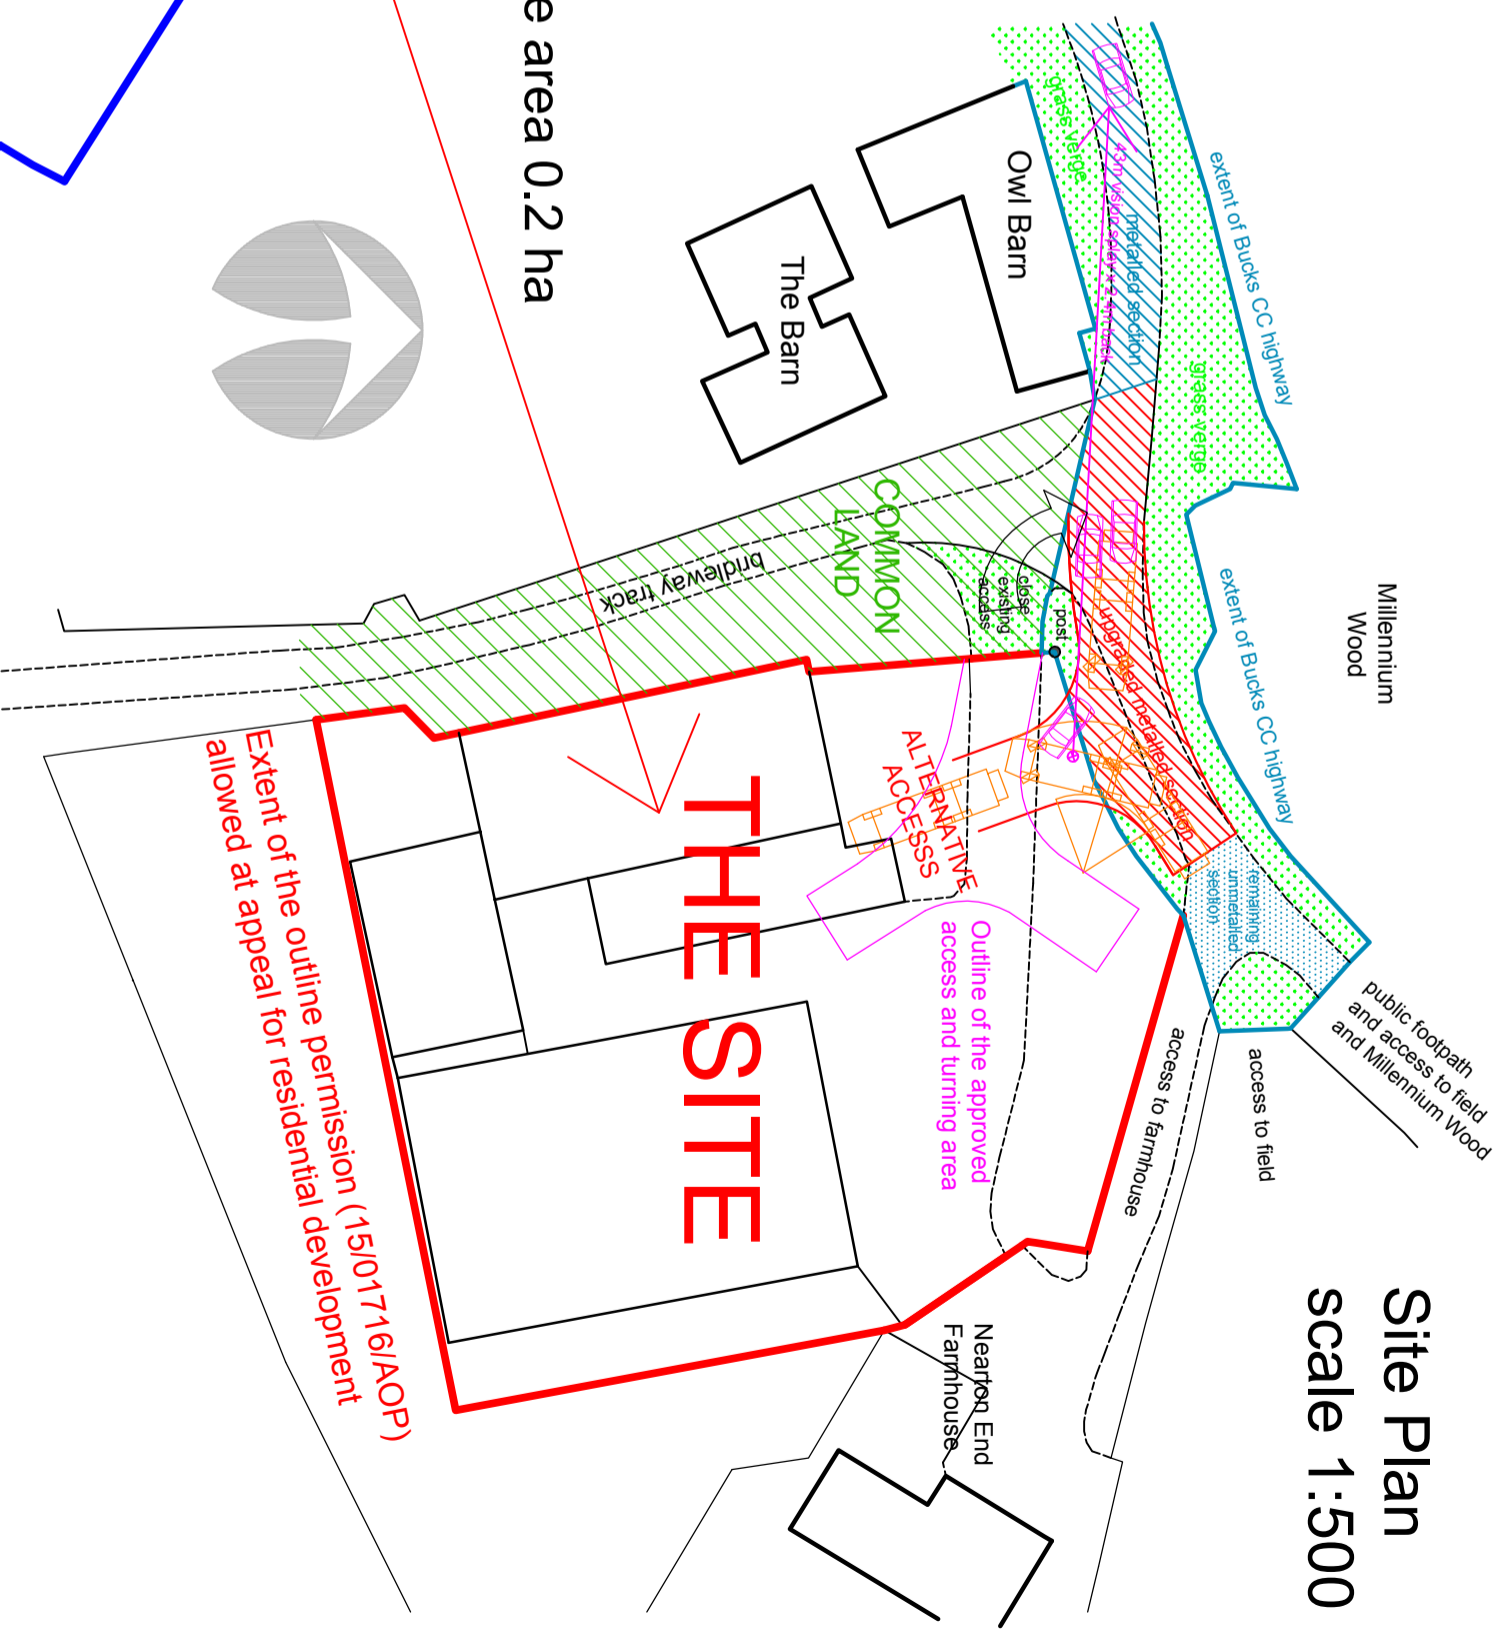 Site Plan
scale 1:500
Millennium
Wood
extent of Bucks CC highway
extent of Bucks CC highway
grass verge
grass verge
metalled section
43m vision splay x 2.4m back
upgraded metalled section
remaining
unmetalled
section
public footpath
and access to field
and Millennium Wood
access to field
access to farmhouse
Owl Barn
The Barn
COMMON
LAND
bridleway track
close
existing
access
post
ALTERNATIVE
ACCESSS
Outline of the approved
access and turning area
THE SITE
Nearton End
Farmhouse
e area 0.2 ha
Extent of the outline permission (15/01716/AOP)
allowed at appeal for residential development